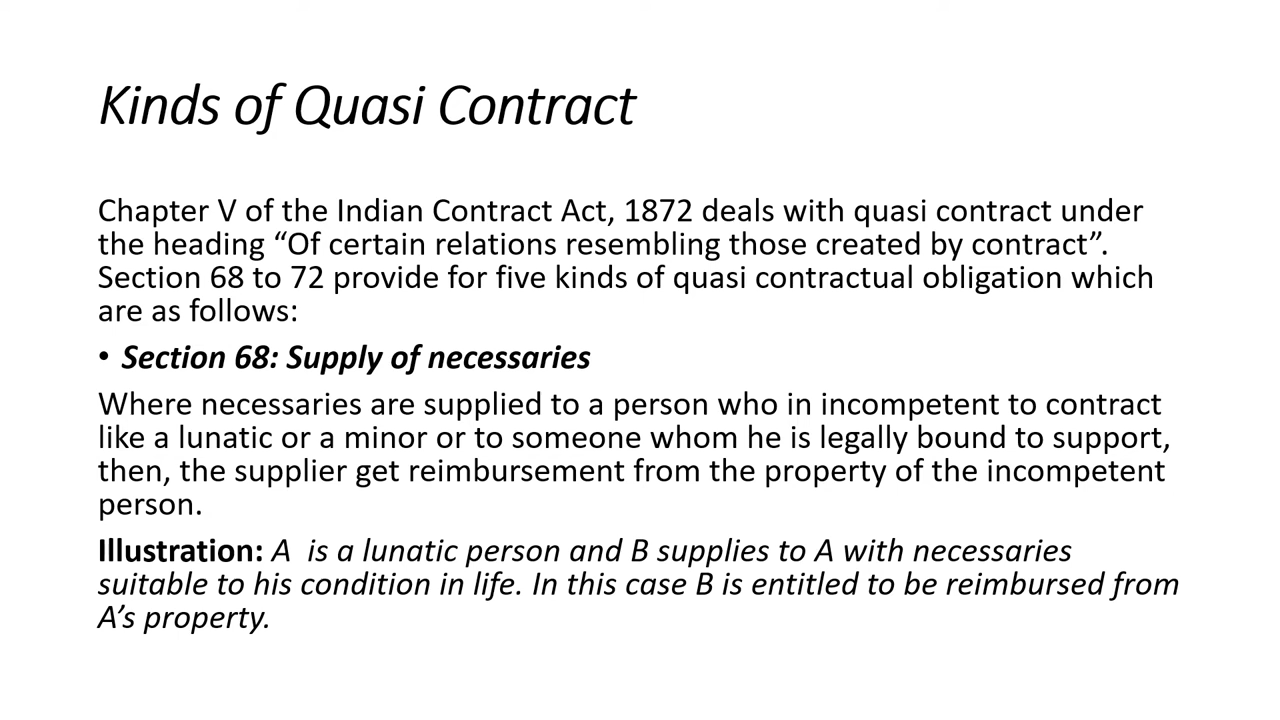 Kinds of Quasi Contract
Chapter V of the Indian Contract Act, 1872 deals with quasi contract under
the heading “Of certain relations resembling those created by contract”.
Section 68 to 72 provide for five kinds of quasi contractual obligation which
are as follows:
• Section 68: Supply of necessaries
Where necessaries are supplied to a person who in incompetent to contract
like a lunatic or a minor or to someone whom he is legally bound to support,
then, the supplier get reimbursement from the property of the incompetent
person.
Illustration: A  is a lunatic person and B supplies to A with necessaries
suitable to his condition in life. In this case B is entitled to be reimbursed from
A’s property.